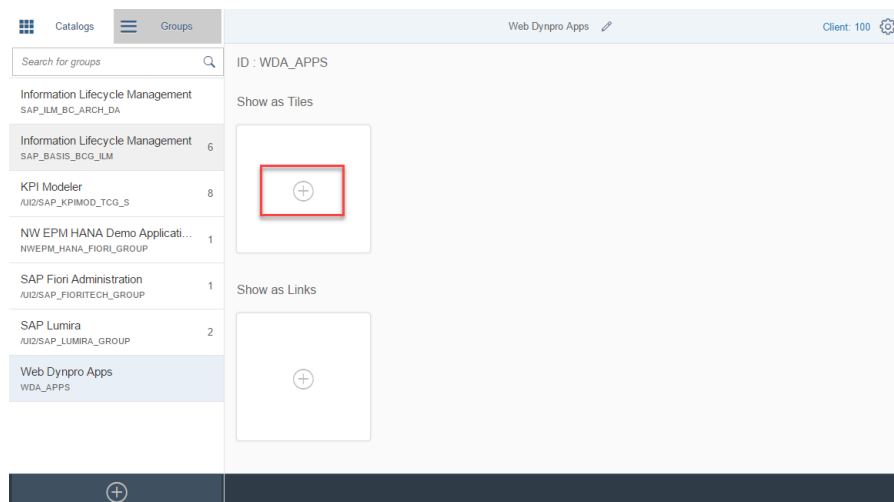 Catalogs
Groups
Web Dynpro Apps
Client: 100
Search for groups
ID : WDA_APPS
Information Lifecycle Management
SAP_ILM_BC_ARCH_DA
Show as Tiles
Information Lifecycle Management
6
SAP_BASIS_BCG_ILM
KPI Modeler
8
/UI2/SAP_KPIMOD_TCG_S
NW EPM HANA Demo Applicati...
1
NWEPM_HANA_FIORI_GROUP
SAP Fiori Administration
1
/UI2/SAP_FIORITECH_GROUP
Show as Links
SAP Lumira
2
/UI2/SAP_LUMIRA_GROUP
Web Dynpro Apps
WDA_APPS